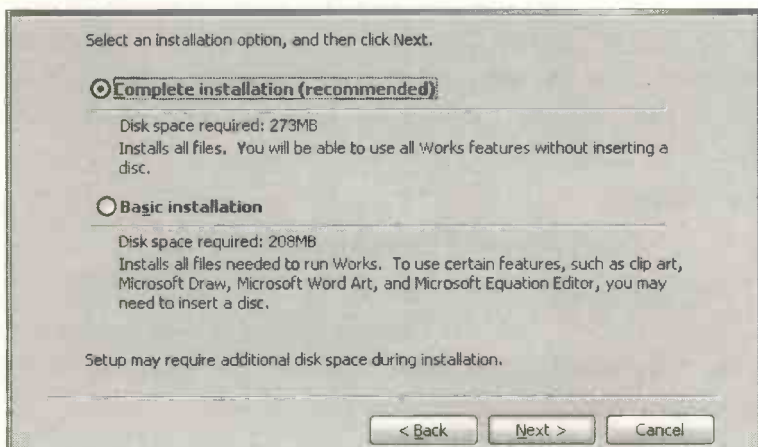 Select an installation option, and then click Next.
Complete installation (recommended)
Disk space required: 273MB
Installs all files. You will be able to use all Works features without inserting a
disc.
Basic installation
Disk space required: 208MB
Installs all files needed to run Works. To use certain features, such as clip art,
Microsoft Draw, Microsoft Word Art, and Microsoft Equation Editor, you may
need to insert a disc.
Setup may require additional disk space during installation.
< Back
Next >
Cancel